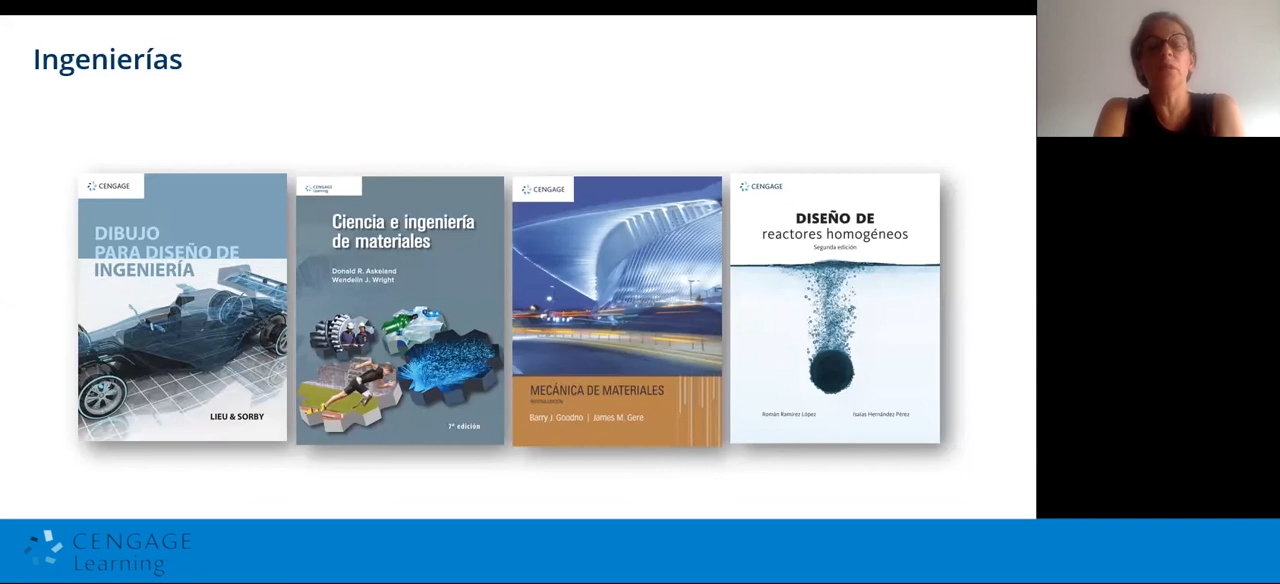 Ingenierías
CENGAGE
DIBUJO
PARA DISEÑO DE
INGENIERÍA
LIEU & SORBY
CENGAGE
Learning
Ciencia e ingeniería
de materiales
Donald R. Askeland
Wendelin J. Wright
7ª edición
CENGAGE
MECÁNICA DE MATERIALES
Barry J. Goodno | James M. Gere
CENGAGE
DISEÑO DE
reactores homogéneos
Segunda edición
Román Ramírez López Isaías Hernández Pérez
CENGAGE
Learning